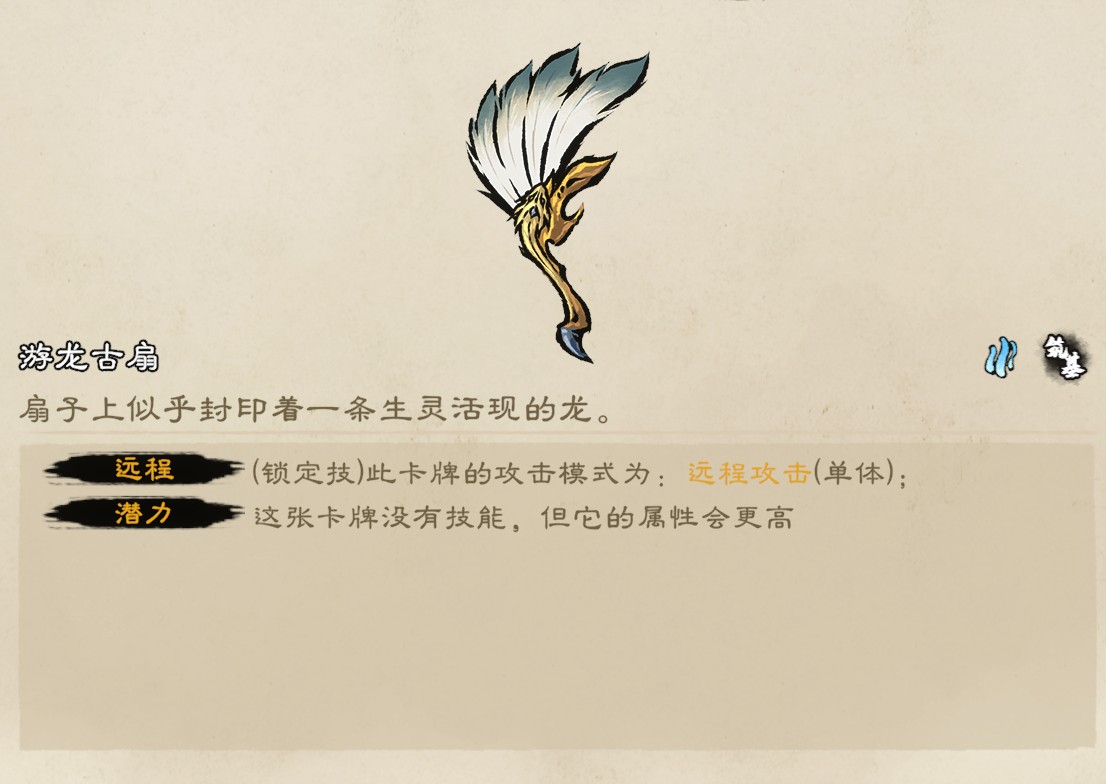 游龙古扇
筑基
扇子上似乎封印着一条生灵活现的龙。
远程 (锁定技)此卡牌的攻击模式为：远程攻击(单体)；
潜力 这张卡牌没有技能，但它的属性会更高